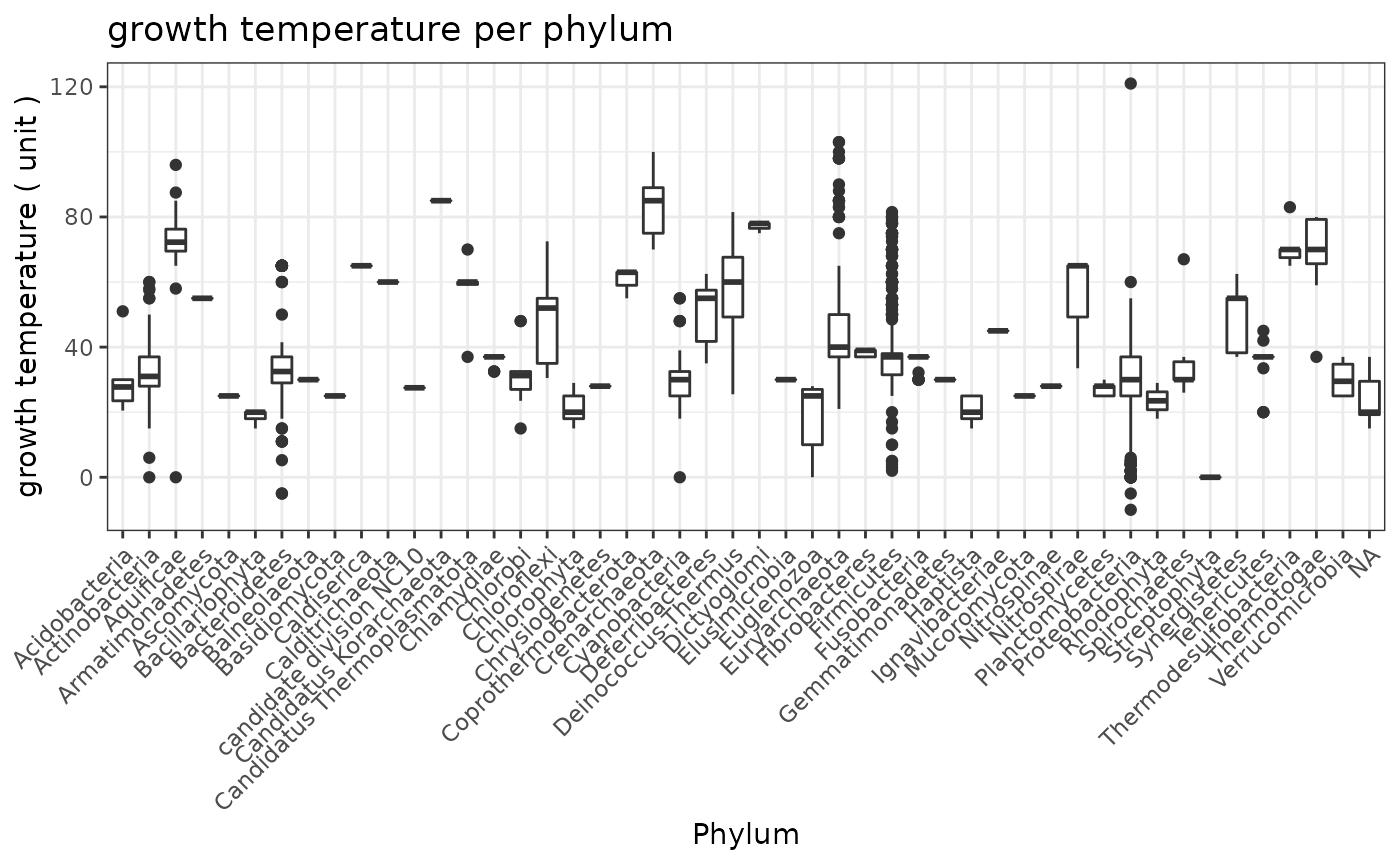 growth temperature per phylum
growth temperature ( unit )
120
80
40
0
Acidobacteria
Actinobacteria
Aquificae
Armatimonadetes
Ascomycota
Bacillariophyta
Bacteroidetes
Balneolaeota
Basidiomycota
Caldiserica
Calditrichaeota
candidate division NC10
Candidatus Korarchaeota
Candidatus Thermoplasmatota
Chlamydiae
Chlorobi
Chloroflexi
Chlorophyta
Chrysiogenetes
Coprothermobacterota
Crenarchaeota
Cyanobacteria
Deferribacteres
Deinococcus-Thermus
Dictyoglomi
Elusimicrobia
Euglenozoa
Euryarchaeota
Fibrobacteres
Firmicutes
Fusobacteria
Gemmatimonadetes
Haptista
Ignavibacteriae
Mucoromycota
Nitrospinae
Nitrospirae
Planctomycetes
Proteobacteria
Rhodophyta
Spirochaetes
Streptophyta
Synergistetes
Tenericutes
Thermodesulfobacteria
Thermotogae
Verrucomicrobia
NA
Phylum